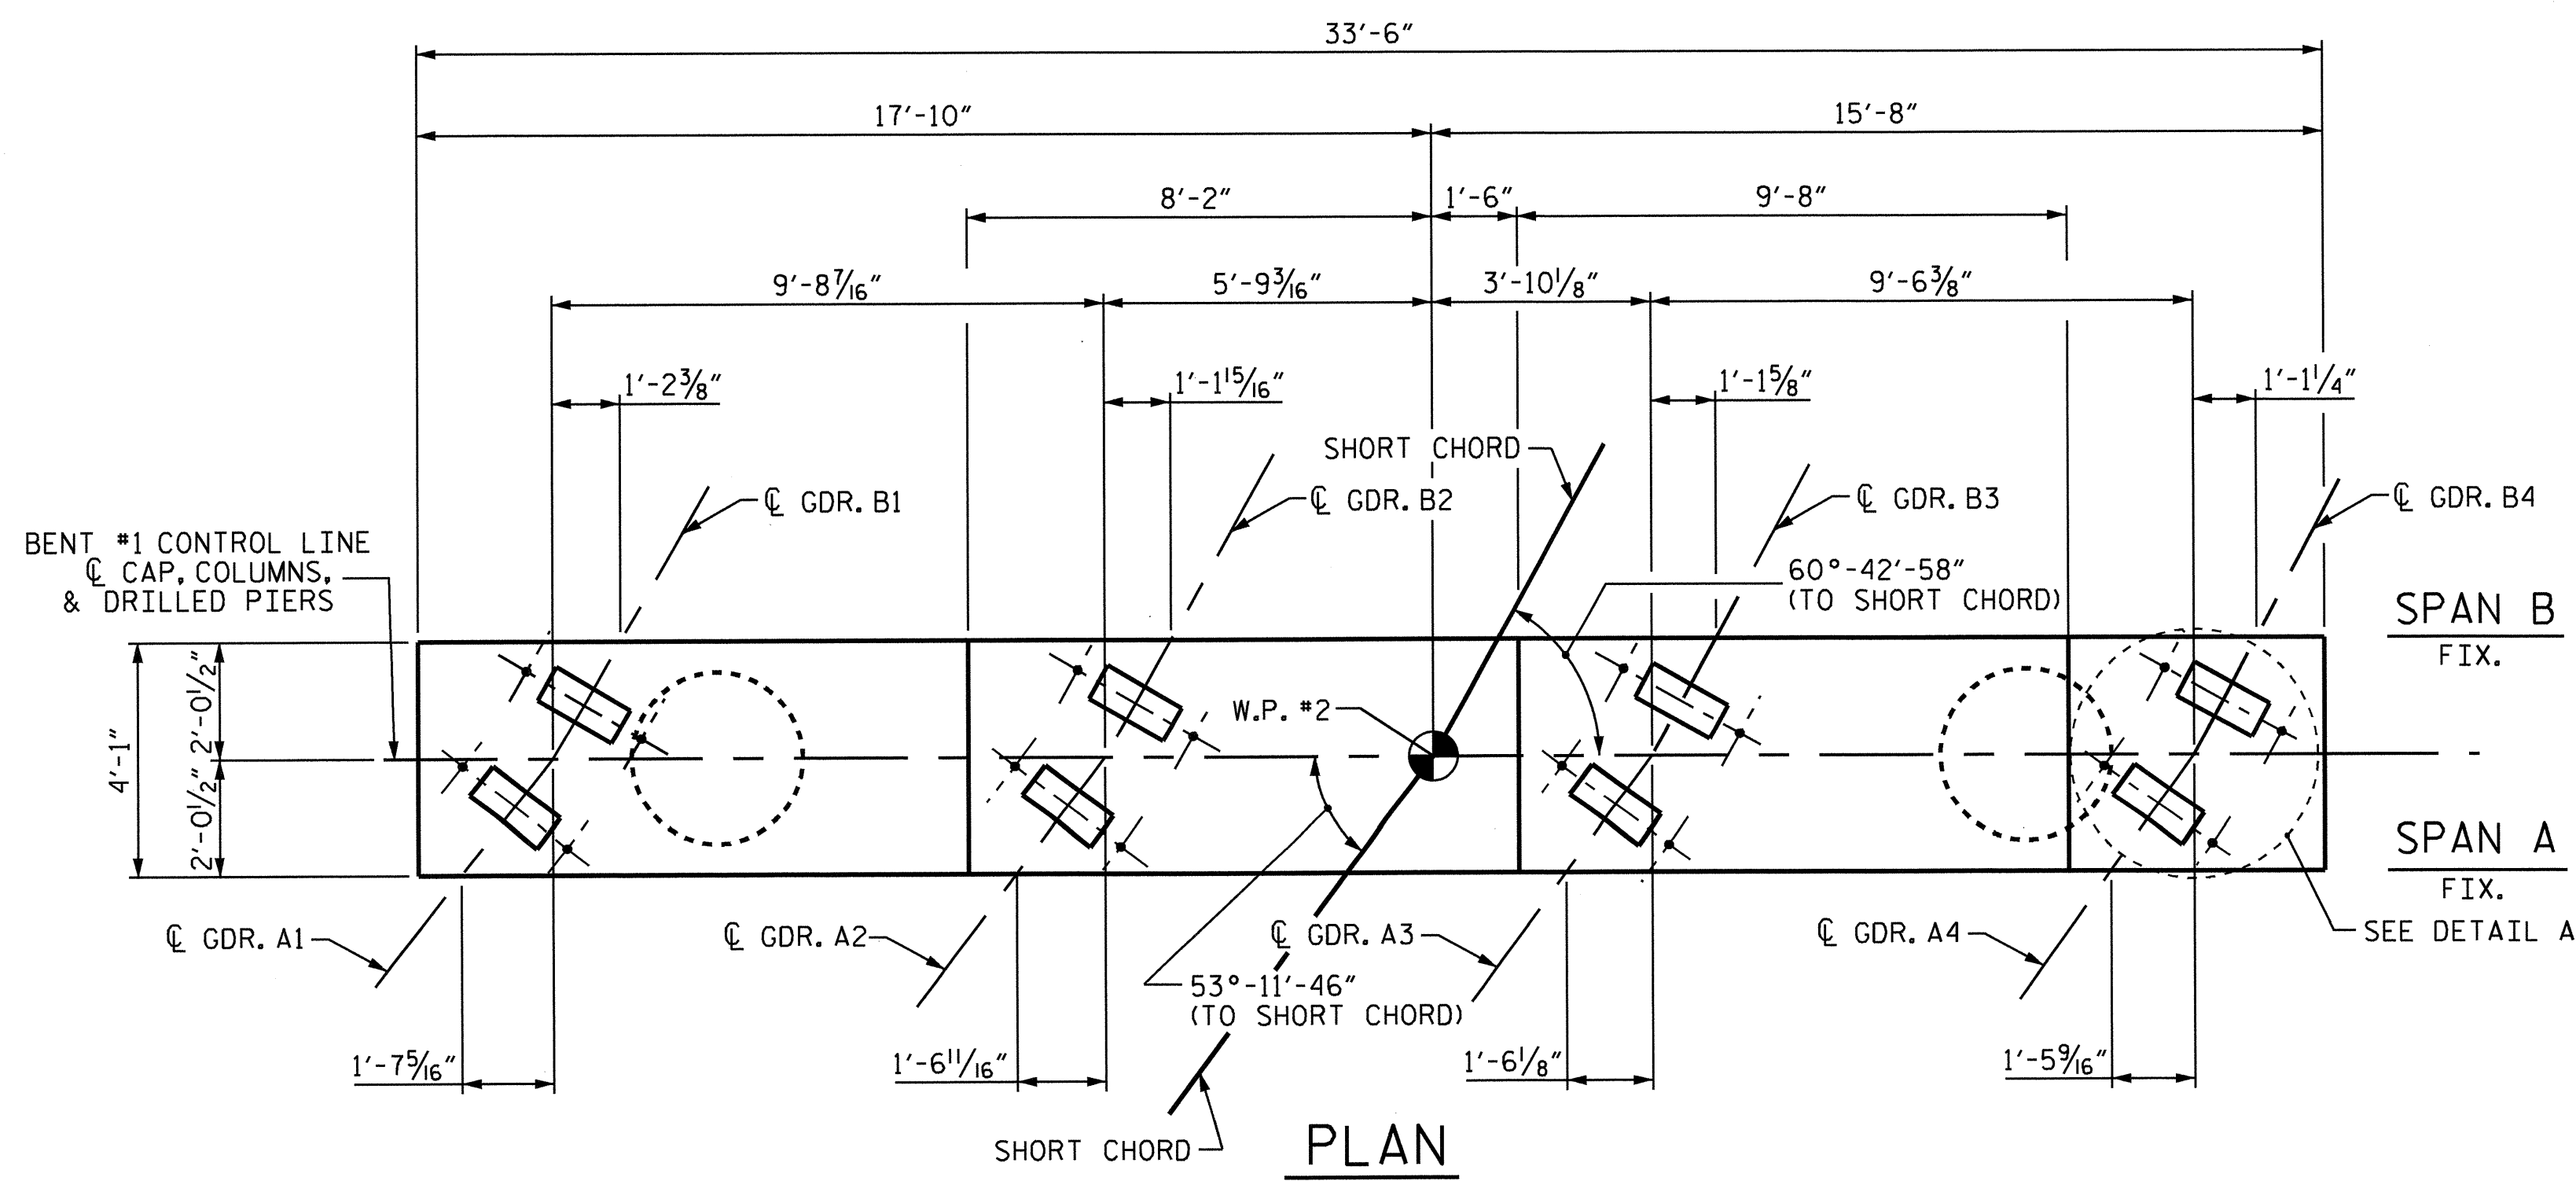 33'-6"
17'-10"
15'-8"
8'-2"
1'-6"
9'-8"
9'-8 7/16"
5'-9 3/16"
3'-10 1/8"
9'-6 3/8"
1'-2 3/8"
1'-1 15/16"
1'-1 5/8"
1'-1 1/4"
SHORT CHORD
℄ GDR. B1
℄ GDR. B2
℄ GDR. B3
℄ GDR. B4
BENT #1 CONTROL LINE
℄ CAP, COLUMNS,
& DRILLED PIERS
60°-42'-58"
(TO SHORT CHORD)
SPAN B
FIX.
4'-1"
2'-0 1/2"
2'-0 1/2"
W.P. #2
SPAN A
FIX.
℄ GDR. A1
℄ GDR. A2
℄ GDR. A3
℄ GDR. A4
SEE DETAIL A
53°-11'-46"
(TO SHORT CHORD)
1'-7 5/16"
1'-6 11/16"
1'-6 1/8"
1'-5 9/16"
SHORT CHORD
PLAN